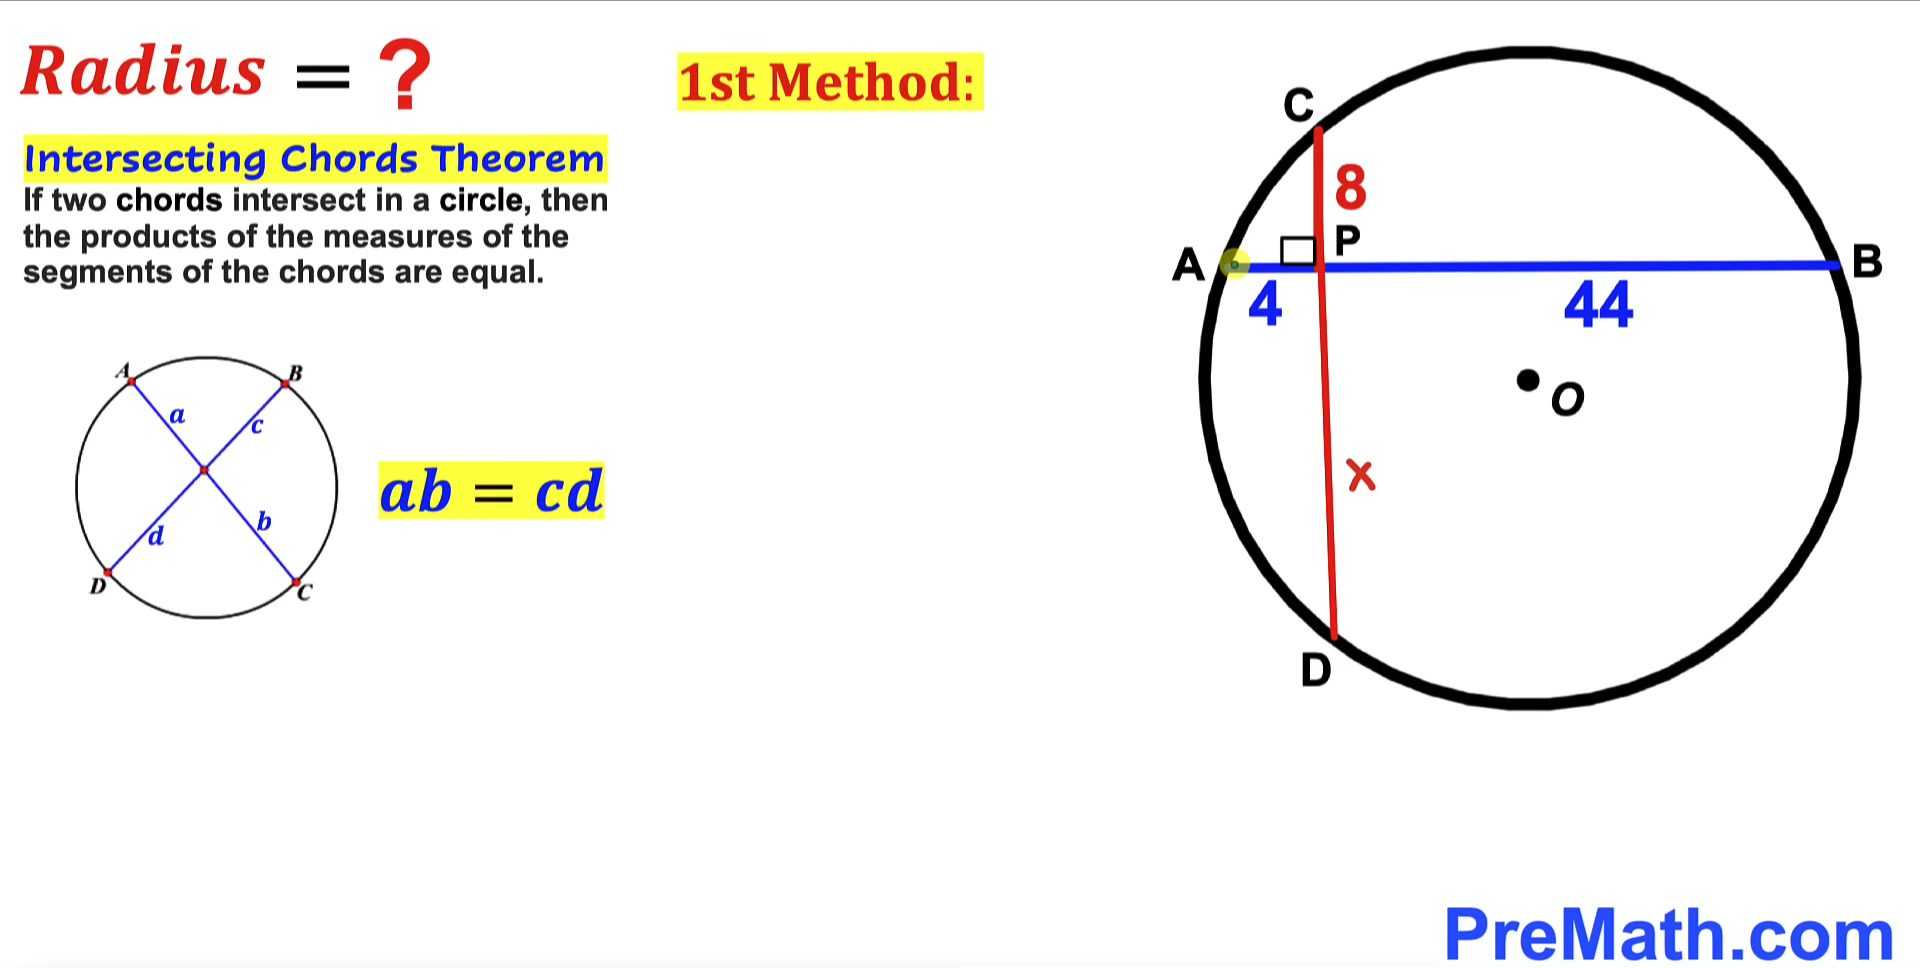 Radius = ?
1st Method:
Intersecting Chords Theorem
If two chords intersect in a circle, then
the products of the measures of the
segments of the chords are equal.
A
B
a
c
d
b
D
C
ab = cd
C
8
P
A
B
4
44
O
x
D
PreMath.com